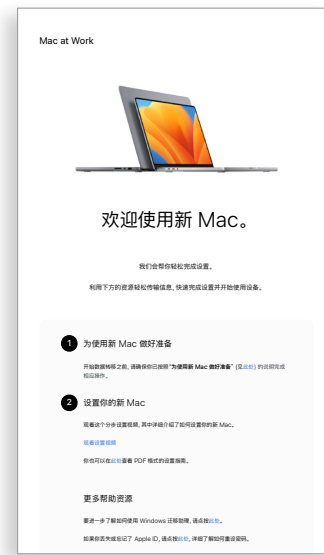 Mac at Work
欢迎使用新 Mac。
我们会帮你轻松完成设置。
利用下方的资源轻松传输信息，快速完成设置并开始使用设备。
1 为使用新 Mac 做好准备
开始数据转移之前，请确保你已按照“为使用新 Mac 做好准备”（见此处）的说明完成
相应操作。
2 设置你的新 Mac
观看这个分步设置视频，其中详细介绍了如何设置你的新 Mac。
观看设置视频
你也可以在此处查看 PDF 格式的设置指南。
更多帮助资源
要进一步了解如何使用 Windows 迁移助理，请点按此处。
如果你丢失或忘记了 Apple ID，请点按此处，详细了解如何重设密码。